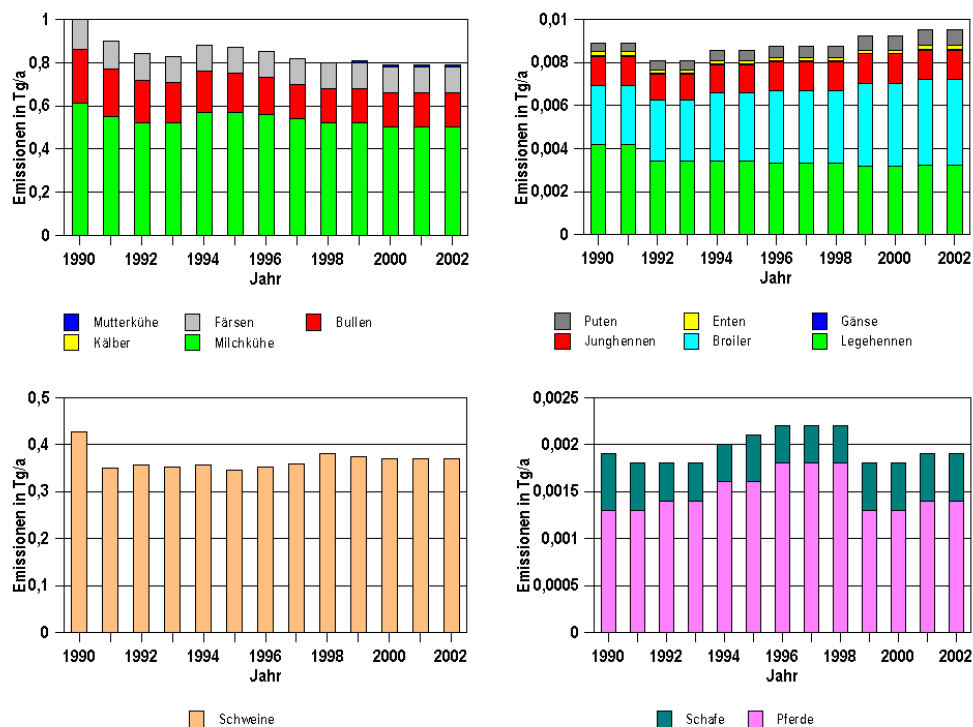 Emissionen in Tg/a
1
0,8
0,6
0,4
0,2
0
1990 1992 1994 1996 1998 2000 2002
Jahr
Mutterkühe Färsen Bullen
Kälber Milchkühe
Emissionen in Tg/a
0,01
0,008
0,006
0,004
0,002
0
1990 1992 1994 1996 1998 2000 2002
Jahr
Puten Enten Gänse
Junghennen Broiler Legehennen
Emissionen in Tg/a
0,5
0,4
0,3
0,2
0,1
0
1990 1992 1994 1996 1998 2000 2002
Jahr
Schweine
Emissionen in Tg/a
0,0025
0,002
0,0015
0,001
0,0005
0
1990 1992 1994 1996 1998 2000 2002
Jahr
Schafe Pferde